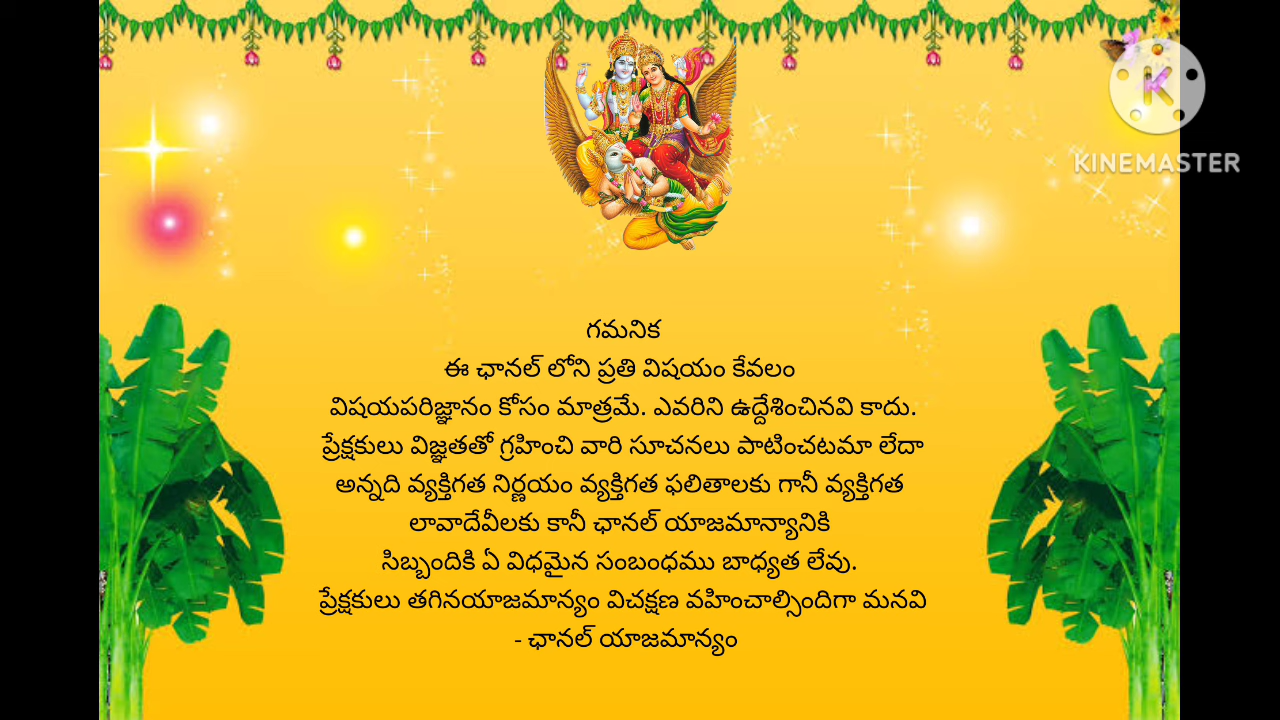 KINEMASTER
గమనిక
ఈ ఛానల్ లోని ప్రతి విషయం కేవలం
విషయపరిజ్ఞానం కోసం మాత్రమే. ఎవరిని ఉద్దేశించినవి కాదు.
ప్రేక్షకులు విజ్ఞతతో గ్రహించి వారి సూచనలు పాటించటమా లేదా
అన్నది వ్యక్తిగత నిర్ణయం వ్యక్తిగత ఫలితాలకు గానీ వ్యక్తిగత
లావాదేవీలకు కానీ ఛానల్ యాజమాన్యానికి
సిబ్బందికి ఏ విధమైన సంబంధము బాధ్యత లేవు.
ప్రేక్షకులు తగినయాజమాన్యం విచక్షణ వహించాల్సిందిగా మనవి
- ఛానల్ యాజమాన్యం